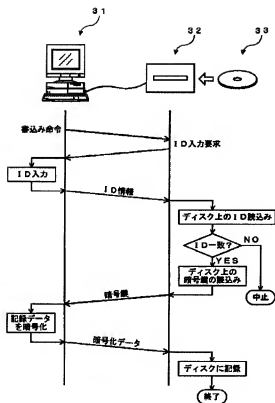 31
32
33
書込み命令
ID入力要求
ID入力
ID情報
ディスク上のID読込み
ID一致?
NO
YES
ディスク上の
暗号鍵の読込み
暗号鍵
中止
記録データ
を暗号化
暗号化データ
ディスクに記録
終了